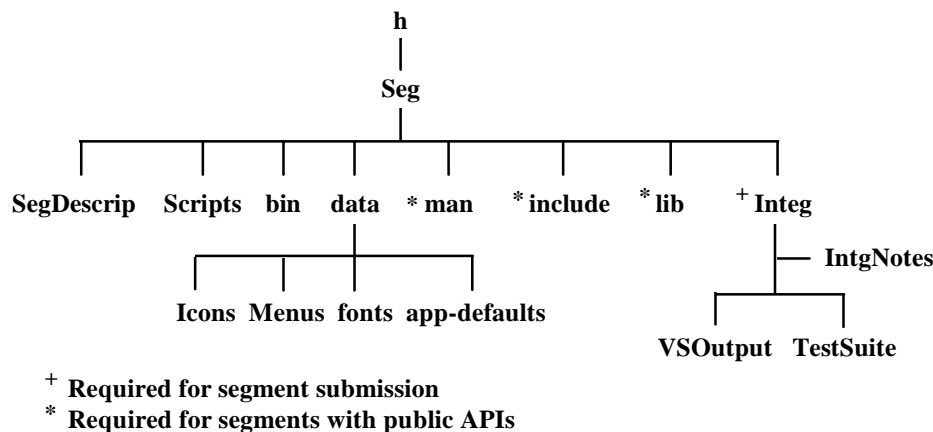 h
Seg
SegDescrip Scripts bin data * man * include * lib + Integ
IntgNotes
Icons Menus fonts app-defaults
VSOutput TestSuite
+ Required for segment submission
* Required for segments with public APIs